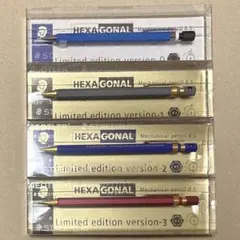 HEXAGONAL
Mechanical pencil 0.5
Limited edition version-0
HEXAGONAL
Mechanical pencil 0.5
Limited edition version-1
HEXAGONAL
Mechanical pencil 0.5
Limited edition version-2
HEXAGONAL
Mechanical pencil 0.5
Limited edition version-3